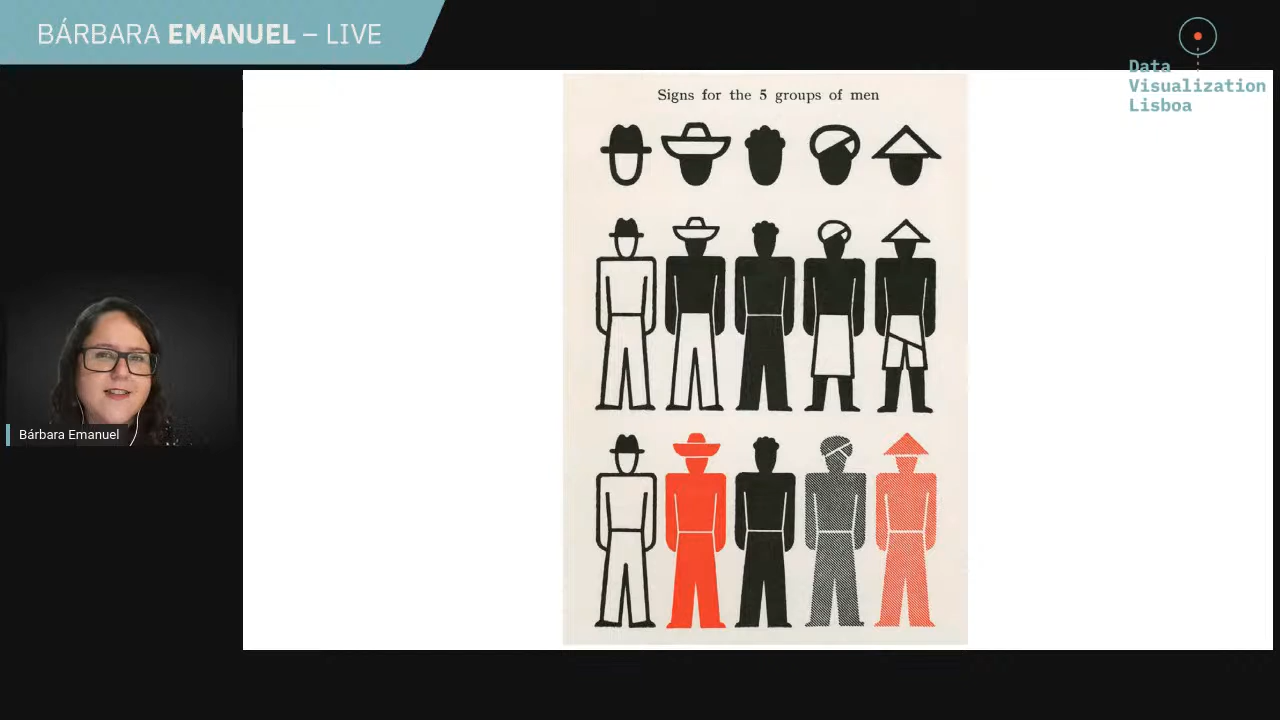 BÁRBARA EMANUEL – LIVE
Data
Visualization
Lisboa
Signs for the 5 groups of men
Bárbara Emanuel